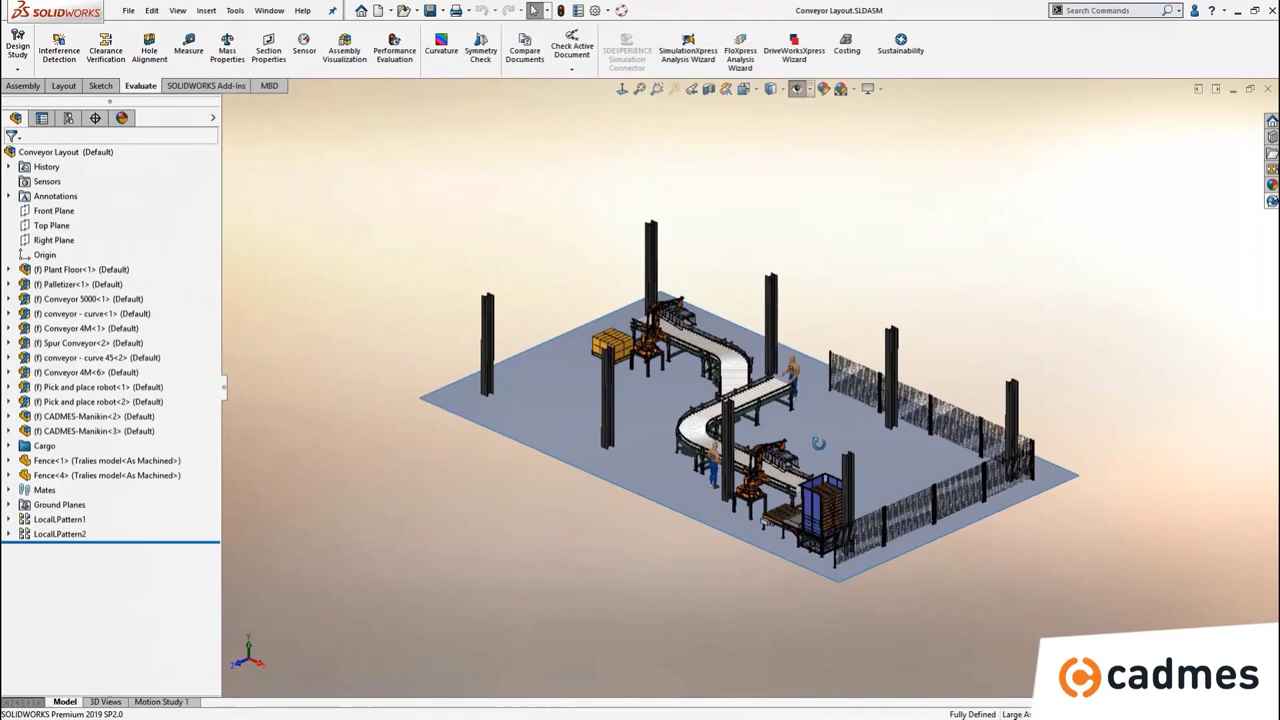 SOLIDWORKS File Edit View Insert Tools Window Help Conveyor Layout.SLDASM Search Commands
Design Study
Interference Detection
Clearance Verification
Hole Alignment
Measure
Mass Properties
Section Properties
Sensor
Assembly Visualization
Performance Evaluation
Curvature
Symmetry Check
Compare Documents
Check Active Document
3DEXPERIENCE Simulation Connector
SimulationXpress Analysis Wizard
FloXpress Analysis Wizard
DriveWorksXpress Wizard
Costing
Sustainability
Assembly Layout Sketch Evaluate SOLIDWORKS Add-Ins MBD
Conveyor Layout (Default)
History
Sensors
Annotations
Front Plane
Top Plane
Right Plane
Origin
(f) Plant Floor<1> (Default)
(f) Palletizer<1> (Default)
(f) Conveyor 5000<1> (Default)
(f) conveyor - curve<1> (Default)
(f) Conveyor 4M<1> (Default)
(f) Spur Conveyor<2> (Default)
(f) conveyor - curve 45<2> (Default)
(f) Conveyor 4M<6> (Default)
(f) Pick and place robot<1> (Default)
(f) Pick and place robot<2> (Default)
(f) CADMES-Manikin<2> (Default)
(f) CADMES-Manikin<3> (Default)
Cargo
Fence<1> (Tralies model<As Machined>)
Fence<4> (Tralies model<As Machined>)
Mates
Ground Planes
LocalLPattern1
LocalLPattern2
Y
Z
X
cadmes
Model 3D Views Motion Study 1
SOLIDWORKS Premium 2019 SP2.0 Fully Defined Large As